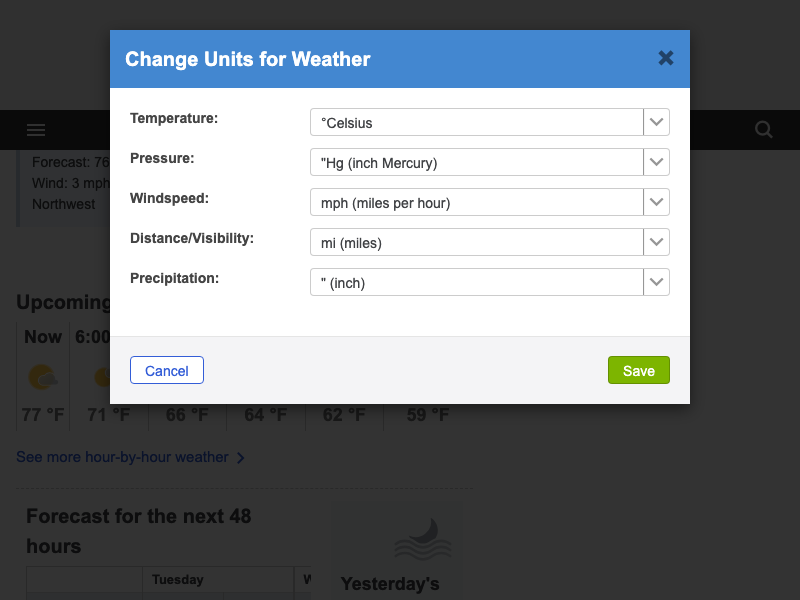 Change Units for Weather
Temperature:
°Celsius
Pressure:
"Hg (inch Mercury)
Windspeed:
mph (miles per hour)
Distance/Visibility:
mi (miles)
Precipitation:
" (inch)
Cancel
Save
Forecast: 76
Wind: 3 mph
Northwest
Upcoming
Now 6:00
77 °F 71 °F 66 °F 64 °F 62 °F 59 °F
See more hour-by-hour weather
Forecast for the next 48
hours
Tuesday W
Yesterday's